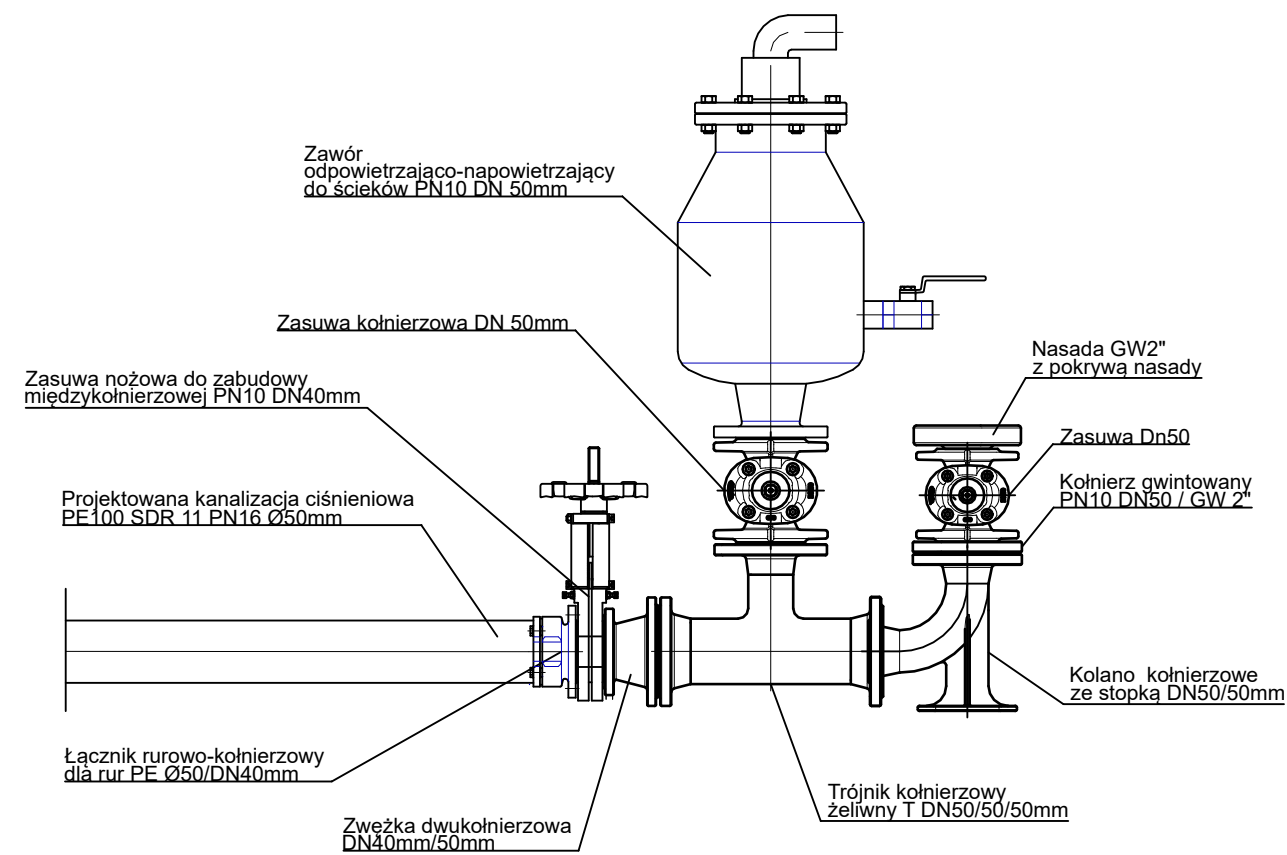 Zawór
odpowietrzająco-napowietrzający
do ścieków PN10 DN 50mm
Zasuwa kołnierzowa DN 50mm
Nasada GW2"
z pokrywą nasady
Zasuwa nożowa do zabudowy
międzykołnierzowej PN10 DN40mm
Zasuwa Dn50
Kołnierz gwintowany
PN10 DN50 / GW 2"
Projektowana kanalizacja ciśnieniowa
PE100 SDR 11 PN16 Ø50mm
Kolano kołnierzowe
ze stopką DN50/50mm
Łącznik rurowo-kołnierzowy
dla rur PE Ø50/DN40mm
Trójnik kołnierzowy
żeliwny T DN50/50/50mm
Zwężka dwukołnierzowa
DN40mm/50mm